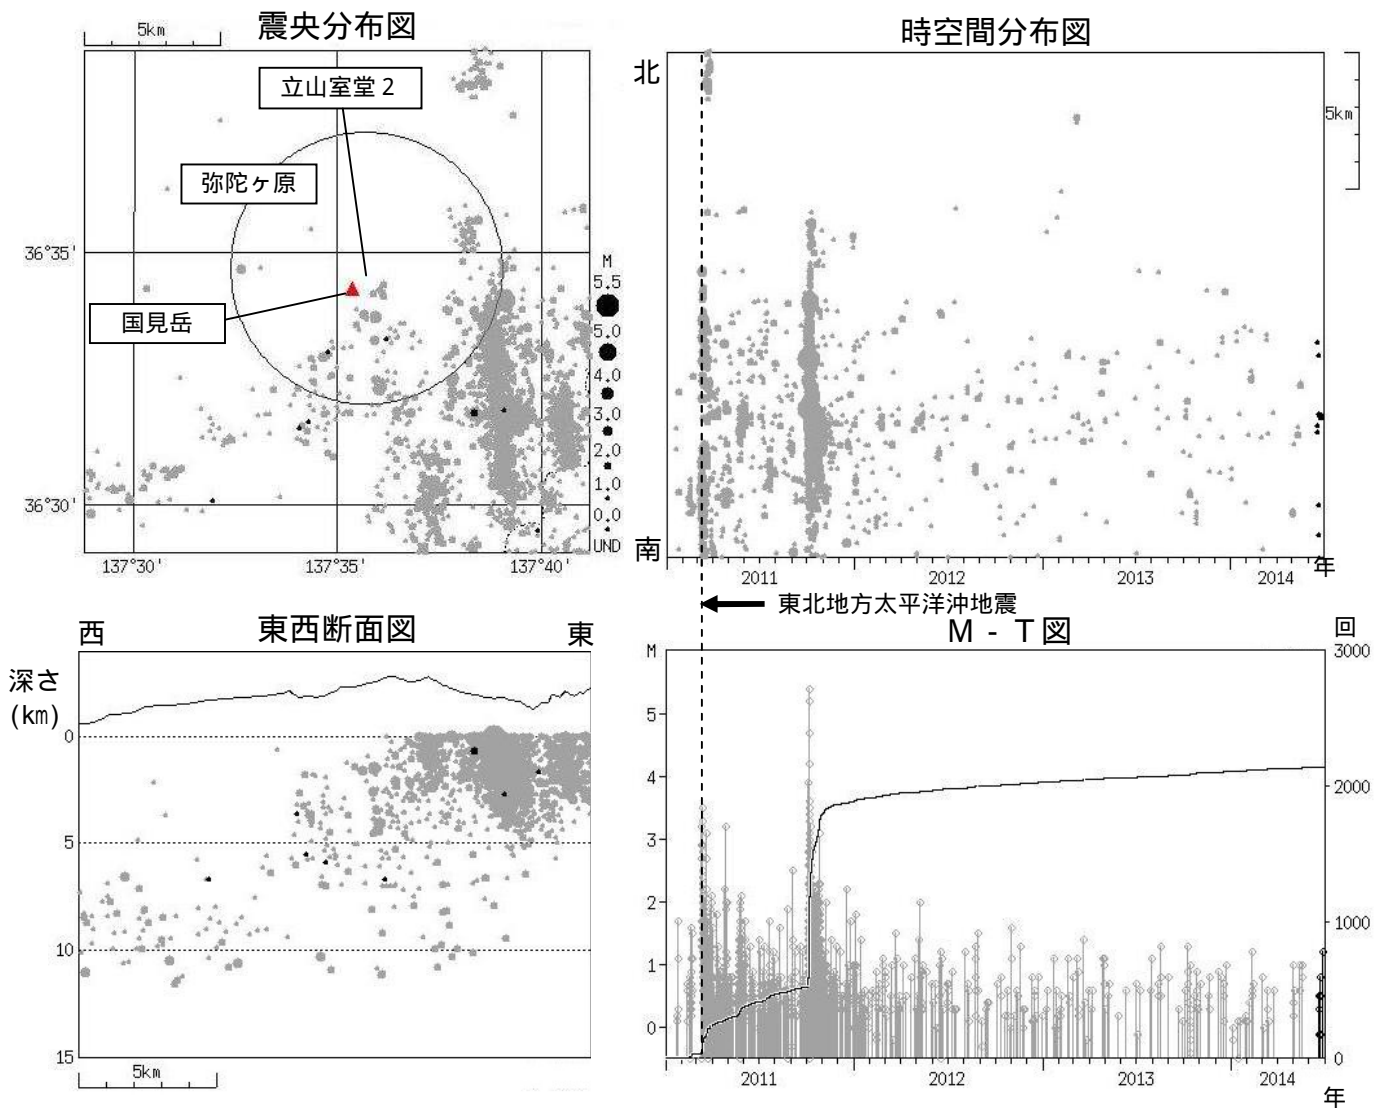 震央分布図
5km
立山室堂2
弥陀ヶ原
国見岳
36°35'
36°30'
137°30'
137°35'
137°40'
M
5.5
5.0
4.0
3.0
2.0
1.0
0.0
UND
時空間分布図
北
南
5km
2011
2012
2013
2014
年
東北地方太平洋沖地震
東西断面図
西
東
深さ
(km)
0
5
10
15
5km
M-T図
回
M
5
4
3
2
1
0
3000
2000
1000
0
2011
2012
2013
2014
年